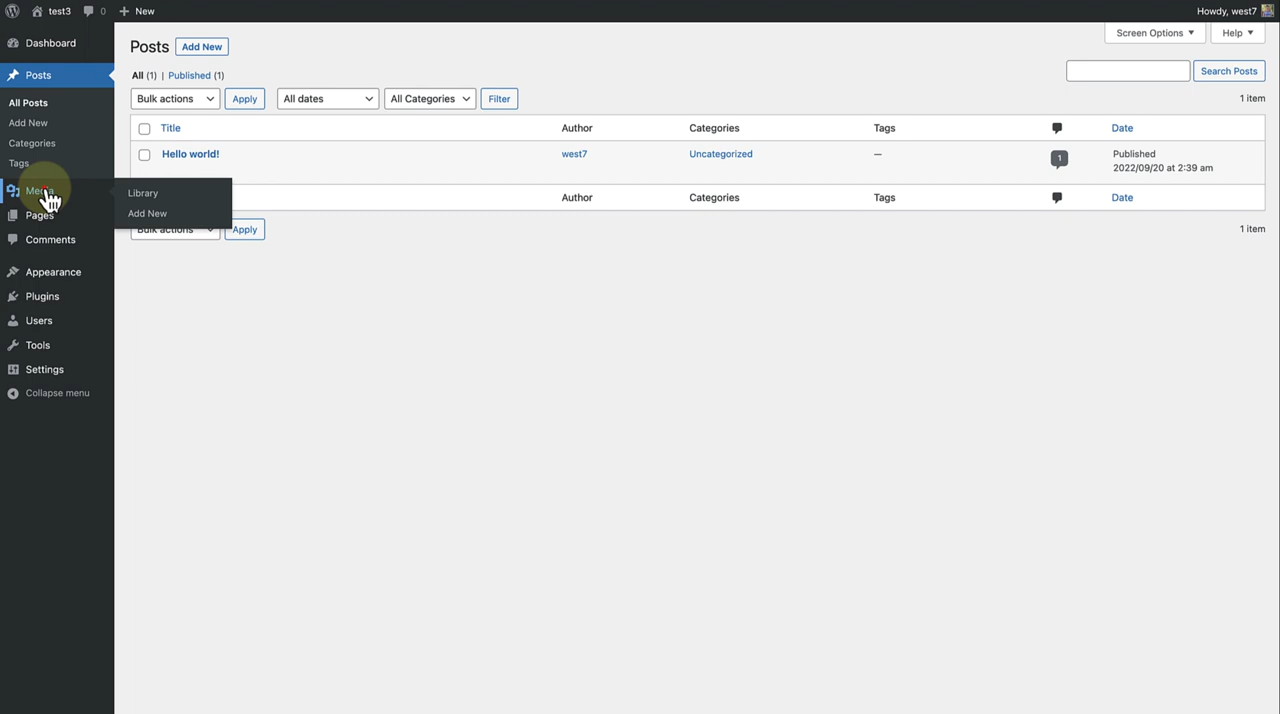 test3 0 + New Howdy, west7
Dashboard
Posts
All Posts
Add New
Categories
Tags
Media
Library
Add New
Pages
Comments
Appearance
Plugins
Users
Tools
Settings
Collapse menu
Screen Options ▼ Help ▼
Posts Add New
All (1) | Published (1)
Search Posts
Bulk actions Apply All dates All Categories Filter 1 item
Title Author Categories Tags Date
Hello world! west7 Uncategorized — 1 Published
2022/09/20 at 2:39 am
Author Categories Tags Date
Bulk actions Apply 1 item